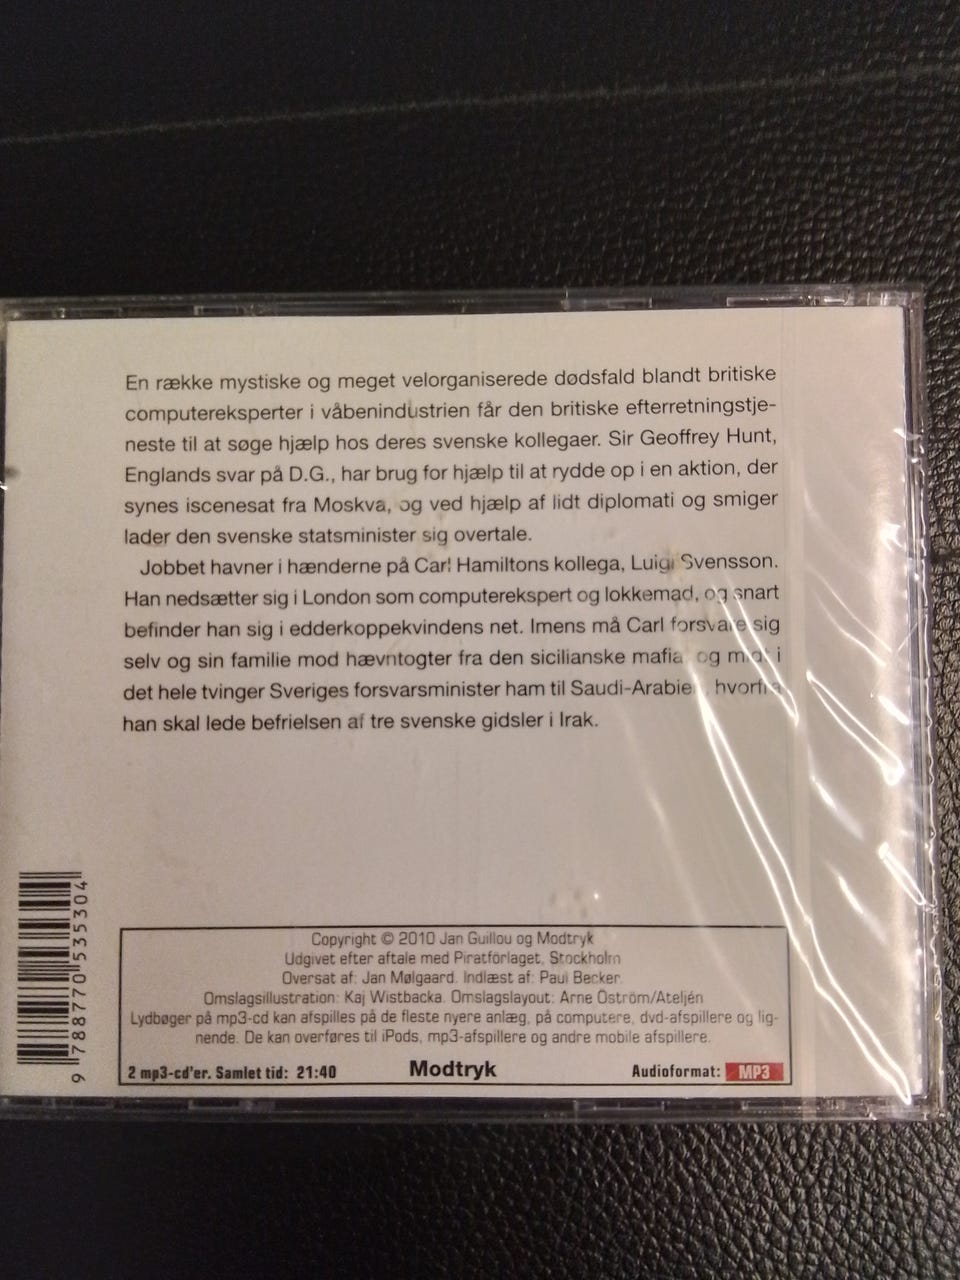 En række mystiske og meget velorganiserede dødsfald blandt britiske
computereksperter i våbenindustrien får den britiske efterretningstje-
neste til at søge hjælp hos deres svenske kollegaer. Sir Geoffrey Hunt,
Englands svar på D.G., har brug for hjælp til at rydde op i en aktion, der
synes iscenesat fra Moskva, og ved hjælp af lidt diplomati og smiger
lader den svenske statsminister sig overtale.
Jobbet havner i hænderne på Carl Hamiltons kollega, Luigi Svensson.
Han nedsætter sig i London som computerekspert og lokkemad, og snart
befinder han sig i edderkoppekvindens net. Imens må Carl forsvare sig
selv og sin familie mod hævntogter fra den sicilianske mafia, og midt i
det hele tvinger Sveriges forsvarsminister ham til Saudi-Arabien, hvorfra
han skal lede befrielsen af tre svenske gidsler i Irak.
Copyright © 2010 Jan Guillou og Modtryk
Udgivet efter aftale med Piratförlaget, Stockholm
Oversat af: Jan Mølgaard. Indlæst af: Paul Becker.
Omslagsillustration: Kaj Wistbacka. Omslagslayout: Arne Öström/Ateljén
Lydbøger på mp3-cd kan afspilles på de fleste nyere anlæg, på computere, dvd-afspillere og lig-
nende. De kan overføres til iPods, mp3-afspillere og andre mobile afspillere.
2 mp3-cd'er. Samlet tid: 21:40 Modtryk Audioformat: MP3
9 788770 535304